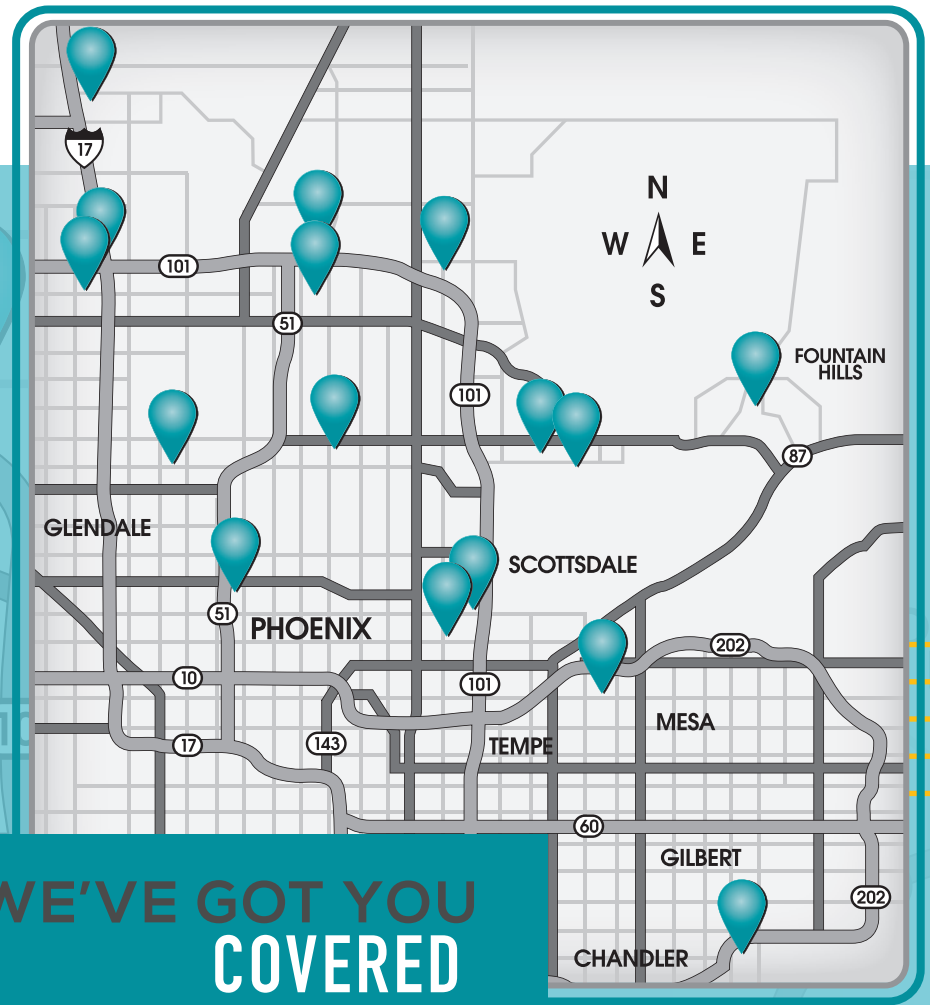 17
N
W E
S
101
51
101
FOUNTAIN
HILLS
87
GLENDALE
SCOTTSDALE
51
PHOENIX
202
10
101
MESA
143
17
TEMPE
60
GILBERT
202
CHANDLER
WE'VE GOT YOU
COVERED